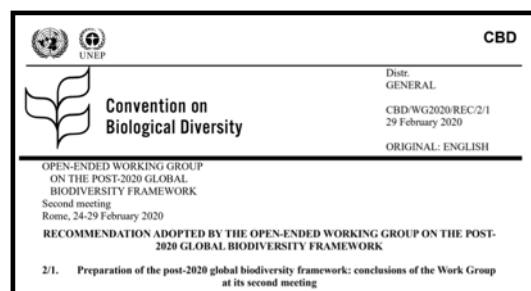 CBD
UNEP
Distr.
GENERAL
Convention on
Biological Diversity
CBD/WG2020/REC/2/1
29 February 2020
ORIGINAL: ENGLISH
OPEN-ENDED WORKING GROUP
ON THE POST-2020 GLOBAL
BIODIVERSITY FRAMEWORK
Second meeting
Rome, 24-29 February 2020
RECOMMENDATION ADOPTED BY THE OPEN-ENDED WORKING GROUP ON THE POST-
2020 GLOBAL BIODIVERSITY FRAMEWORK
2/1. Preparation of the post-2020 global biodiversity framework: conclusions of the Work Group
at its second meeting